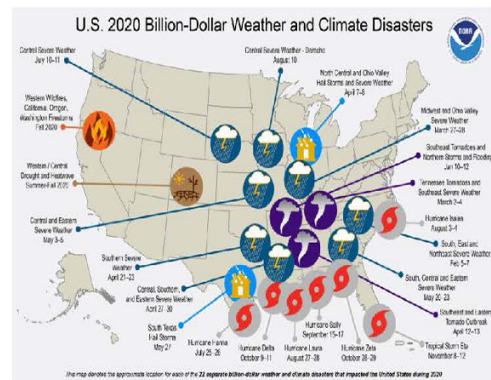 U.S. 2020 Billion-Dollar Weather and Climate Disasters
NOAA
Central Severe Weather
July 10–11
Central Severe Weather - Derecho
August 10
North Central and Ohio Valley
Hail Storms and Severe Weather
April 7–8
Western Wildfires,
California, Oregon,
Washington Firestorms
Fall 2020
Midwest and Ohio Valley
Severe Weather
March 27–28
Southeast Tornadoes and
Northern Storms and Flooding
Jan 10–12
Western / Central
Drought and Heatwave
Summer-Fall 2020
Tennessee Tornadoes and
Southeast Severe Weather
March 2–4
Hurricane Isaias
August 3–4
Central and Eastern
Severe Weather
May 3–5
South, East and
Northeast Severe Weather
Feb 5–7
Southern Severe
Weather
April 21–23
South, Central and Eastern
Severe Weather
May 20–23
Central, Southern,
and Eastern Severe Weather
April 27–30
Southeast and Eastern
Tornado Outbreak
April 12–13
South Texas
Hail Storms
May 27
Hurricane Hanna
July 25–26
Hurricane Delta
October 9–11
Hurricane Laura
August 27–28
Hurricane Sally
September 15–17
Hurricane Zeta
October 28–29
Tropical Storm Eta
November 8–12
This map denotes the approximate location for each of the 22 separate billion-dollar weather and climate disasters that impacted the United States during 2020